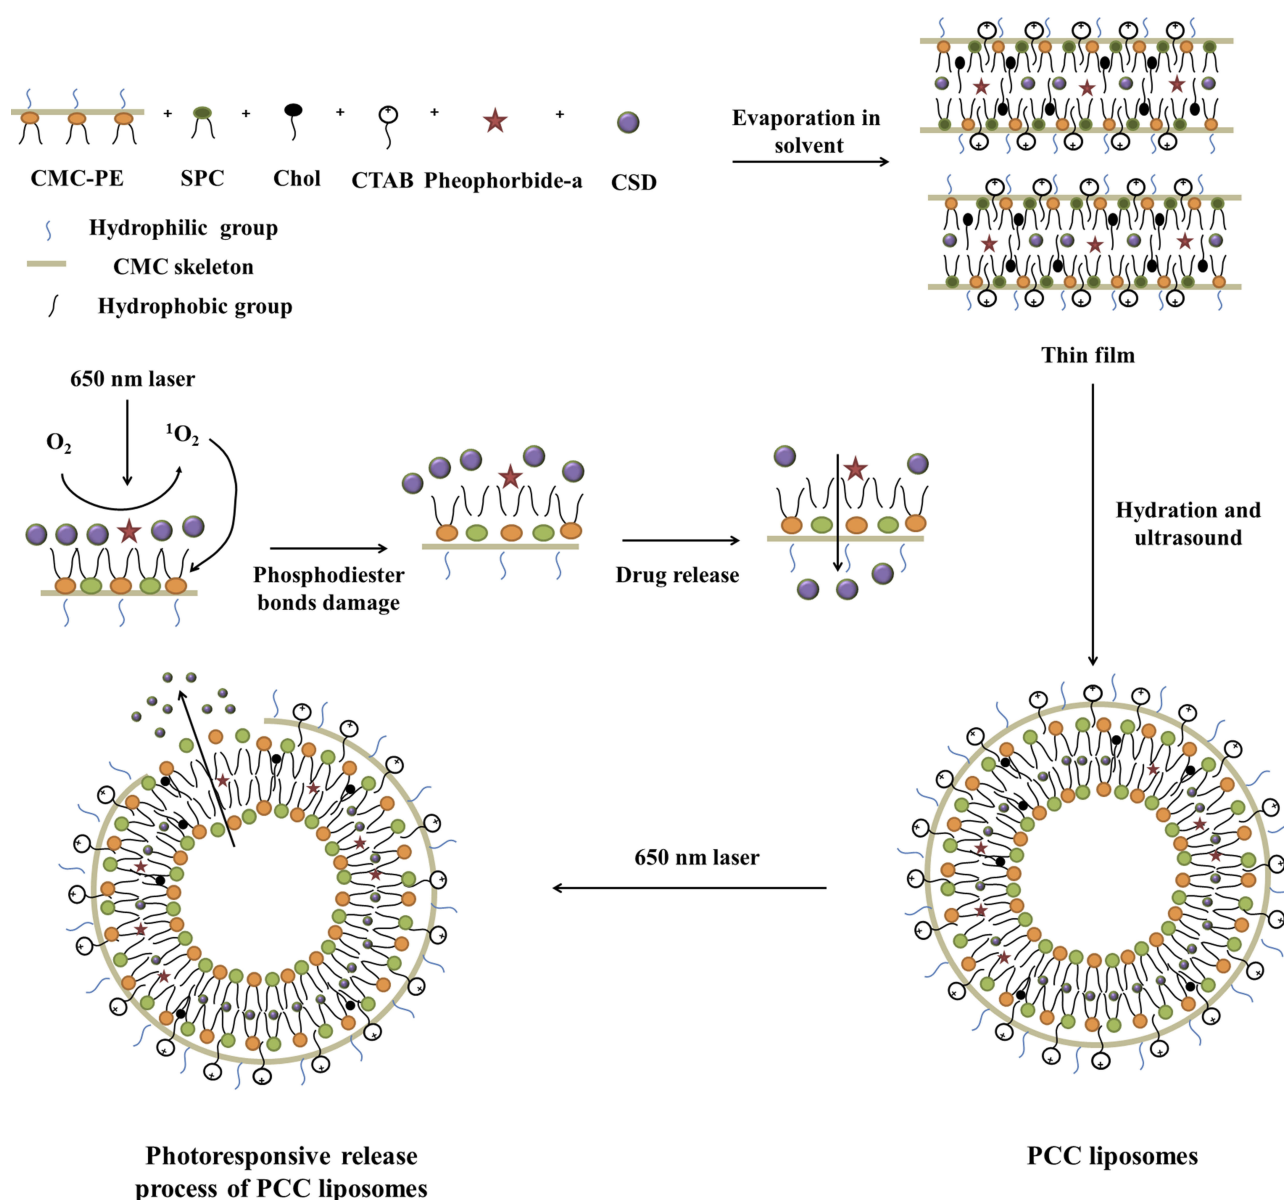 + + + + +
CMC-PE SPC Chol CTAB Pheophorbide-a CSD
Hydrophilic group
CMC skeleton
Hydrophobic group
Evaporation in
solvent
Thin film
Hydration and
ultrasound
650 nm laser
O₂ ¹O₂
Phosphodiester
bonds damage
Drug release
650 nm laser
Photoresponsive release
process of PCC liposomes
PCC liposomes